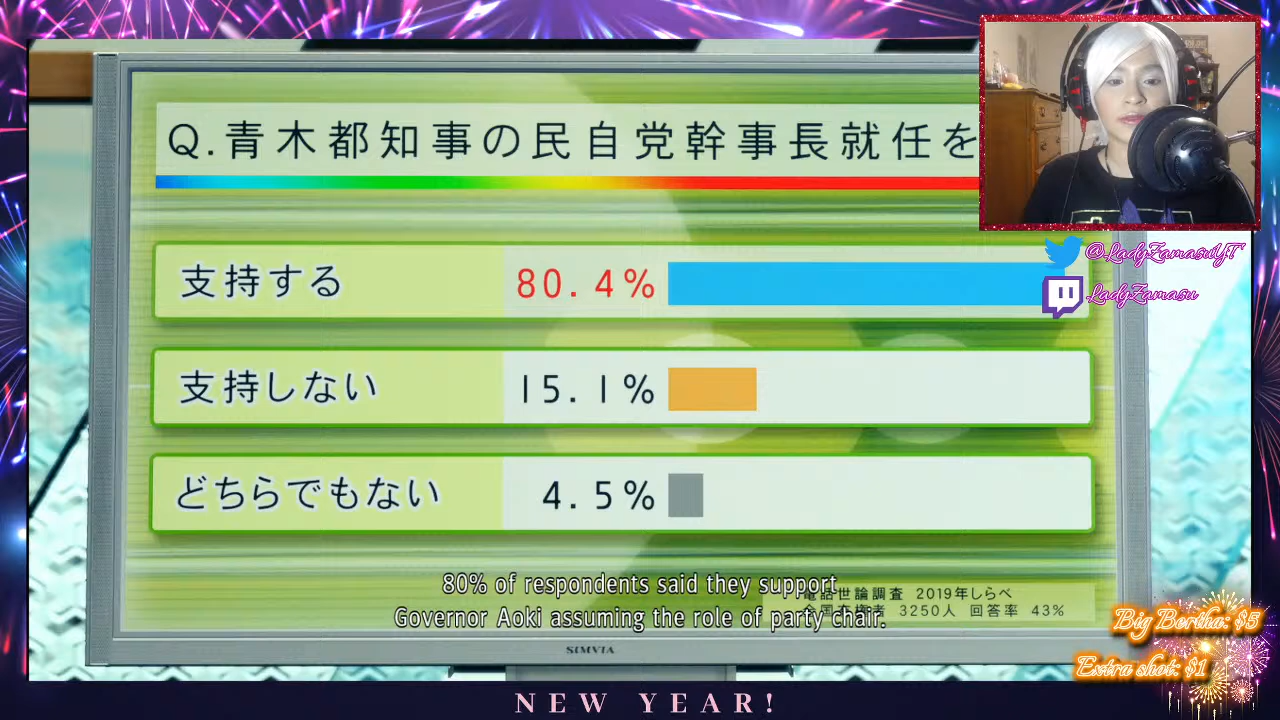 Q.青木都知事の民自党幹事長就任を
@LadyZamasuYT
LadyZamasu
支持する 80.4%
支持しない 15.1%
どちらでもない 4.5%
世論調査 2019年しらべ
3250人 回答率 43%
80% of respondents said they support
Governor Aoki assuming the role of party chair.
Big Bertha: $5
Extra shot: $1
SIMVIA
NEW YEAR!